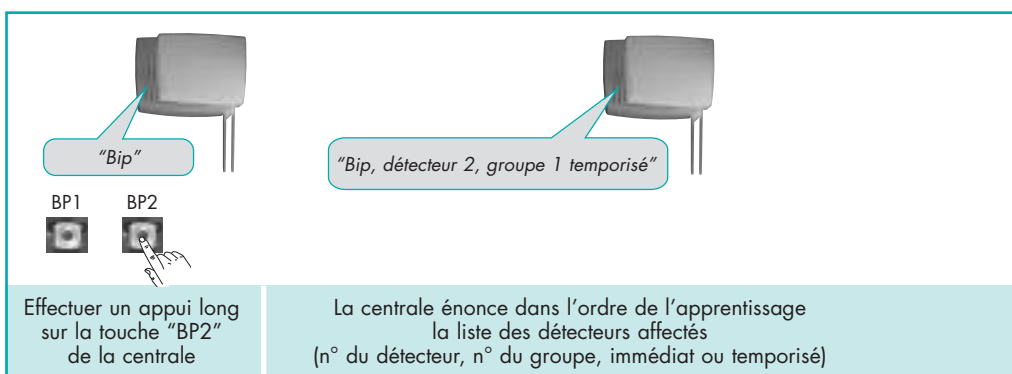 “Bip”
“Bip, détecteur 2, groupe 1 temporisé”
BP1 BP2
Effectuer un appui long
sur la touche “BP2”
de la centrale
La centrale énonce dans l’ordre de l’apprentissage
la liste des détecteurs affectés
(n° du détecteur, n° du groupe, immédiat ou temporisé)